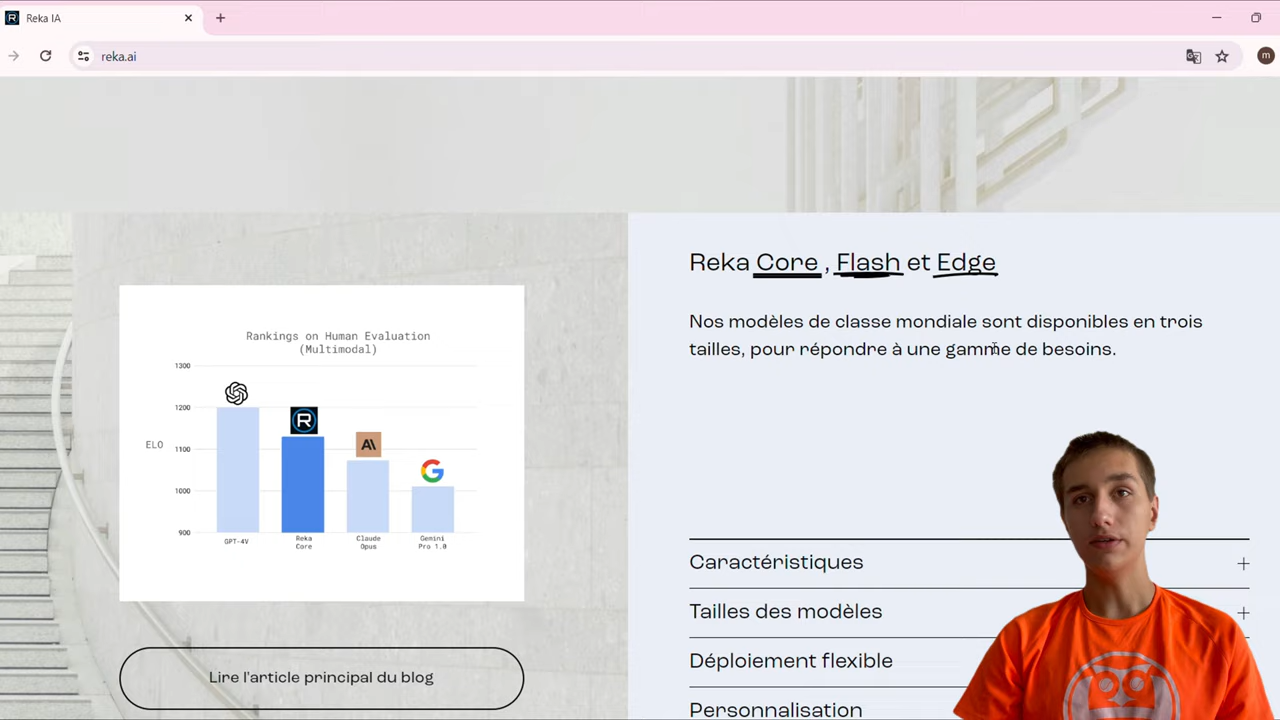 Reka IA
reka.ai
m
Reka Core , Flash et Edge
Nos modèles de classe mondiale sont disponibles en trois
tailles, pour répondre à une gamme de besoins.
Rankings on Human Evaluation
(Multimodal)
1300
1200
ELO 1100
1000
900
GPT-4V
Reka
Core
Claude
Opus
Gemini
Pro 1.0
Lire l'article principal du blog
Caractéristiques
Tailles des modèles
Déploiement flexible
Personnalisation